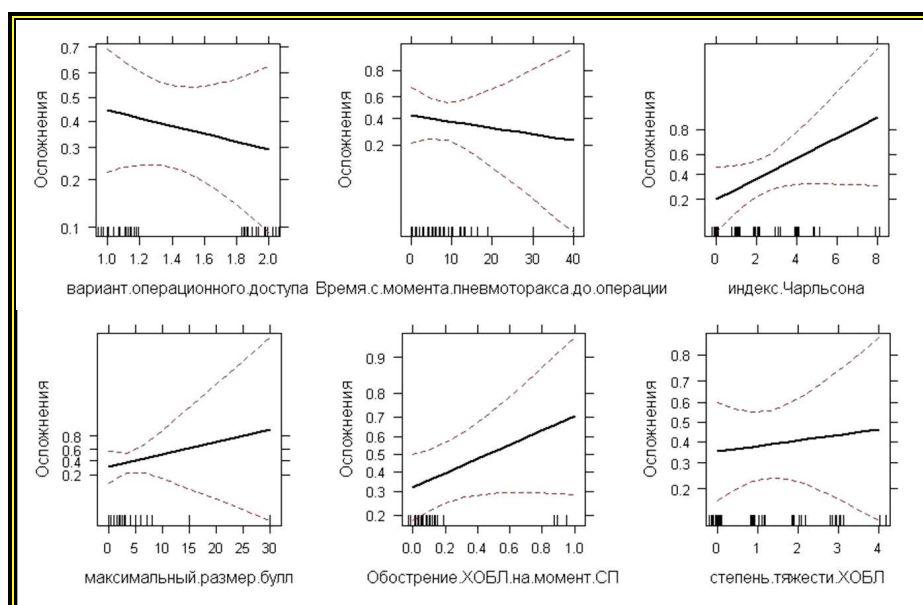 0.7
0.6
0.5
0.4
0.3
0.2
0.1
Осложнения
1.0 1.2 1.4 1.6 1.8 2.0
вариант.операционного.доступа
0.8
0.6
0.4
0.2
Осложнения
0 10 20 30 40
Время.с.момента.пневмоторакса.до.операции
0.8
0.6
0.4
0.2
Осложнения
0 2 4 6 8
индекс.Чарльсона
0.8
0.6
0.4
0.2
Осложнения
0 5 10 15 20 25 30
максимальный.размер.булл
0.9
0.8
0.7
0.6
0.5
0.4
0.3
0.2
Осложнения
0.0 0.2 0.4 0.6 0.8 1.0
Обострение.ХОБЛ.на.момент.СП
0.8
0.7
0.6
0.5
0.4
0.3
0.2
Осложнения
0 1 2 3 4
степень.тяжести.ХОБЛ